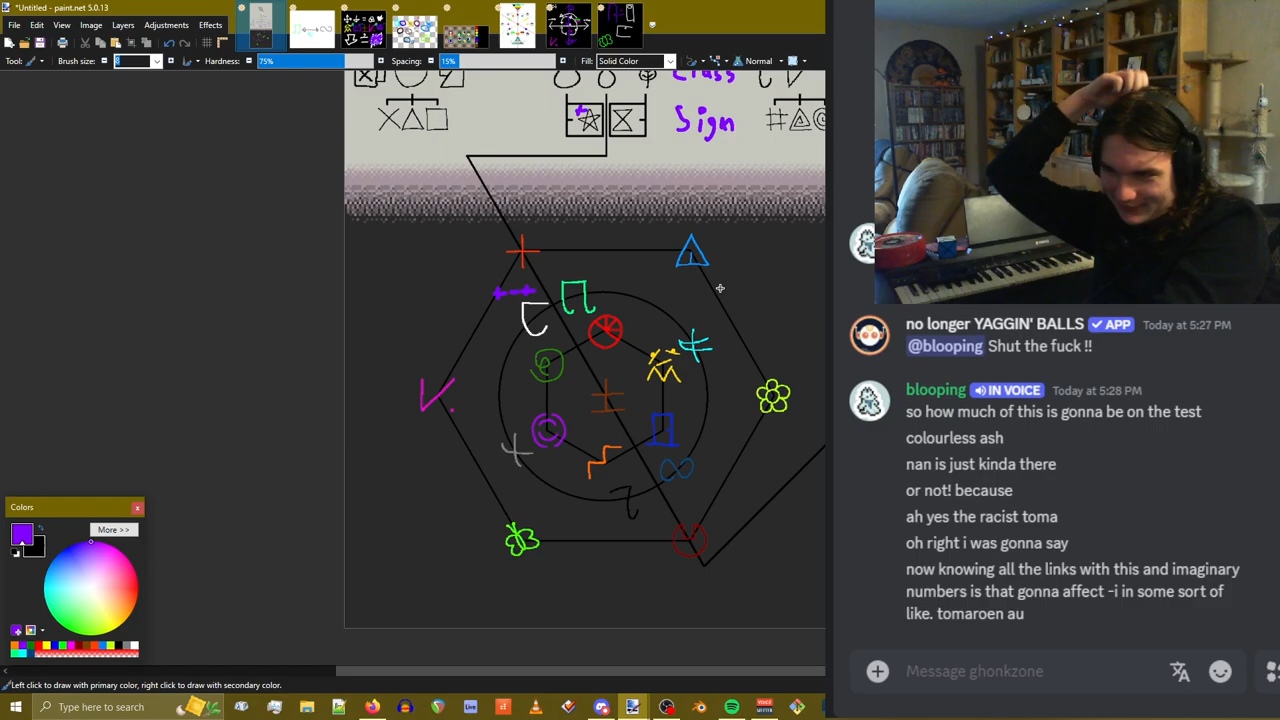 *Untitled - paint.net 5.0.13
File Edit View Image Layers Adjustments Effects
Tool: Brush size: Hardness: 75% Spacing: 15% Fill: Solid Color Normal
Class
Sign
Colors
More >>
Left click to draw with primary color, right click to draw with secondary color.
Type here to search
no longer YAGGIN' BALLS APP Today at 5:27 PM
@blooping Shut the fuck !!
blooping IN VOICE Today at 5:28 PM
so how much of this is gonna be on the test
colourless ash
nan is just kinda there
or not! because
ah yes the racist toma
oh right i was gonna say
now knowing all the links with this and imaginary
numbers is that gonna affect -i in some sort of
like. tomaroen au
Message ghonkzone